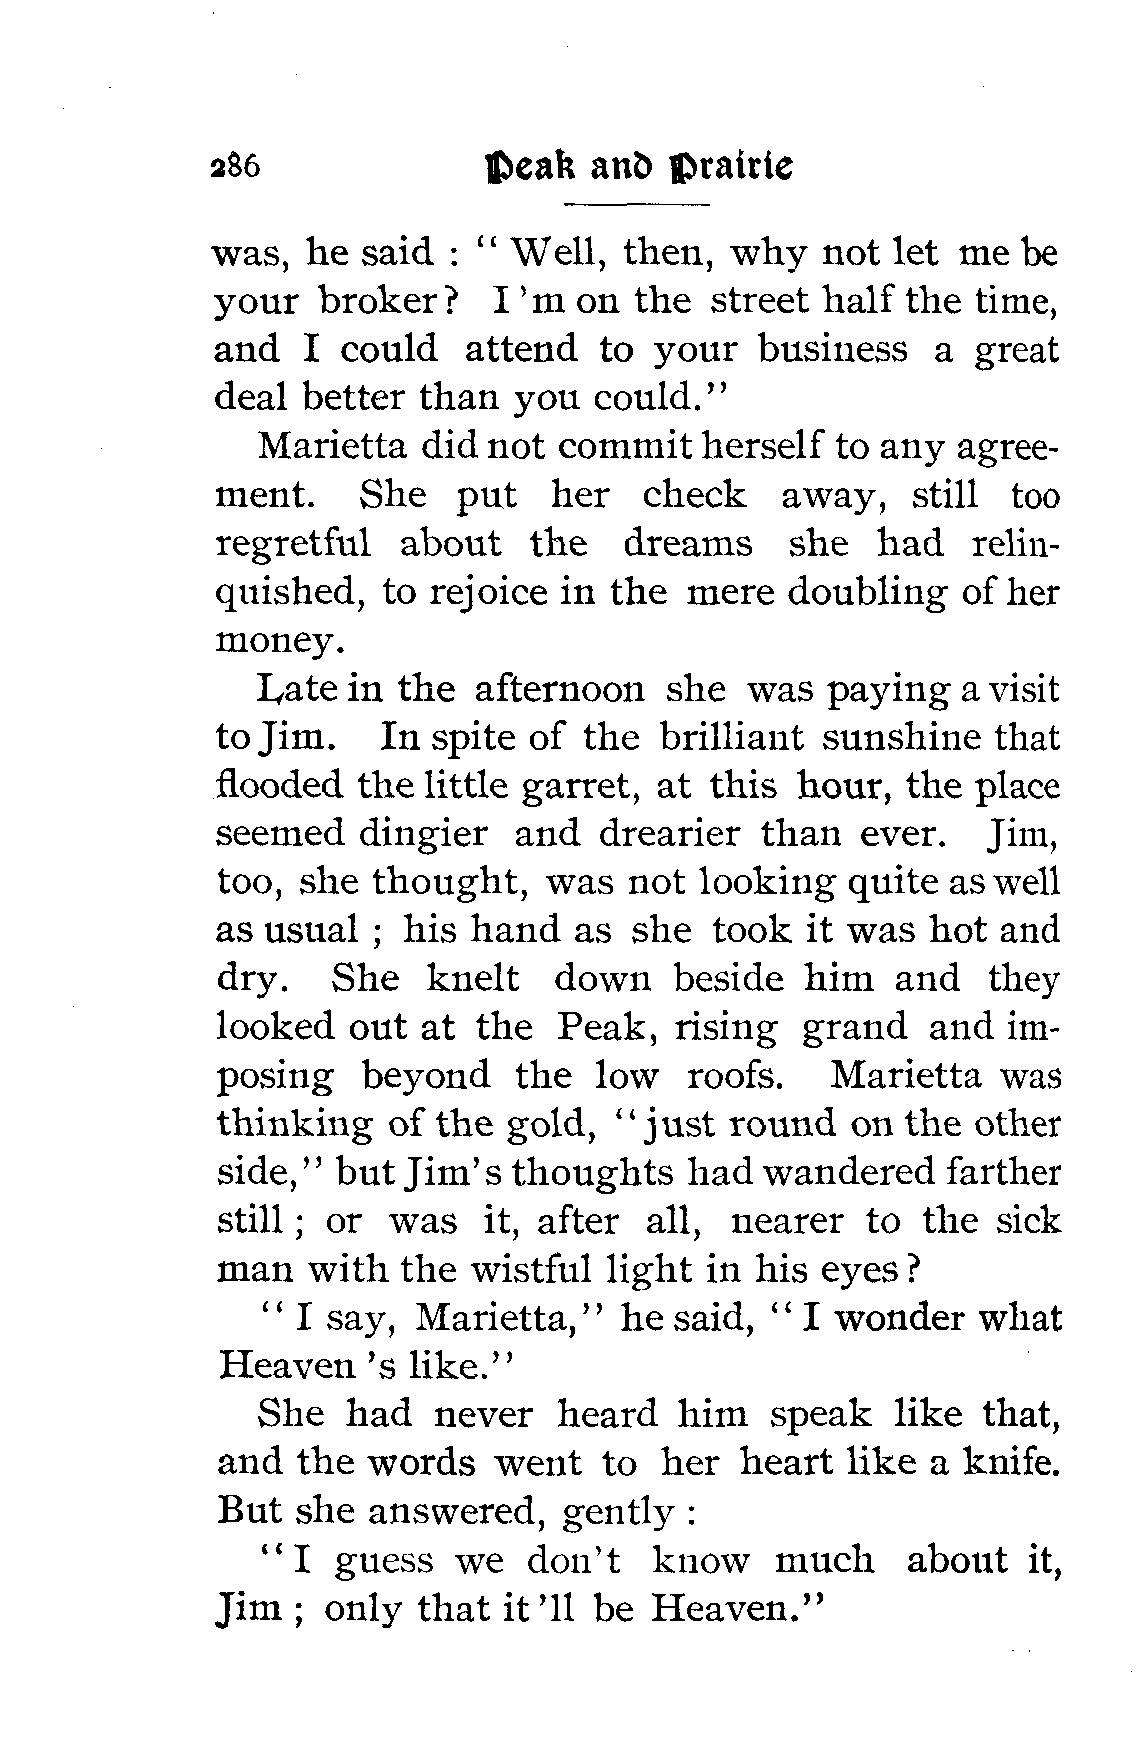 286 Peak and Prairie
was, he said : " Well, then, why not let me be
your broker? I 'm on the street half the time,
and I could attend to your business a great
deal better than you could."
Marietta did not commit herself to any agree-
ment. She put her check away, still too
regretful about the dreams she had relin-
quished, to rejoice in the mere doubling of her
money.
Late in the afternoon she was paying a visit
to Jim. In spite of the brilliant sunshine that
flooded the little garret, at this hour, the place
seemed dingier and drearier than ever. Jim,
too, she thought, was not looking quite as well
as usual ; his hand as she took it was hot and
dry. She knelt down beside him and they
looked out at the Peak, rising grand and im-
posing beyond the low roofs. Marietta was
thinking of the gold, "just round on the other
side," but Jim's thoughts had wandered farther
still ; or was it, after all, nearer to the sick
man with the wistful light in his eyes?
" I say, Marietta," he said, " I wonder what
Heaven 's like."
She had never heard him speak like that,
and the words went to her heart like a knife.
But she answered, gently :
" I guess we don't know much about it,
Jim ; only that it 'll be Heaven."